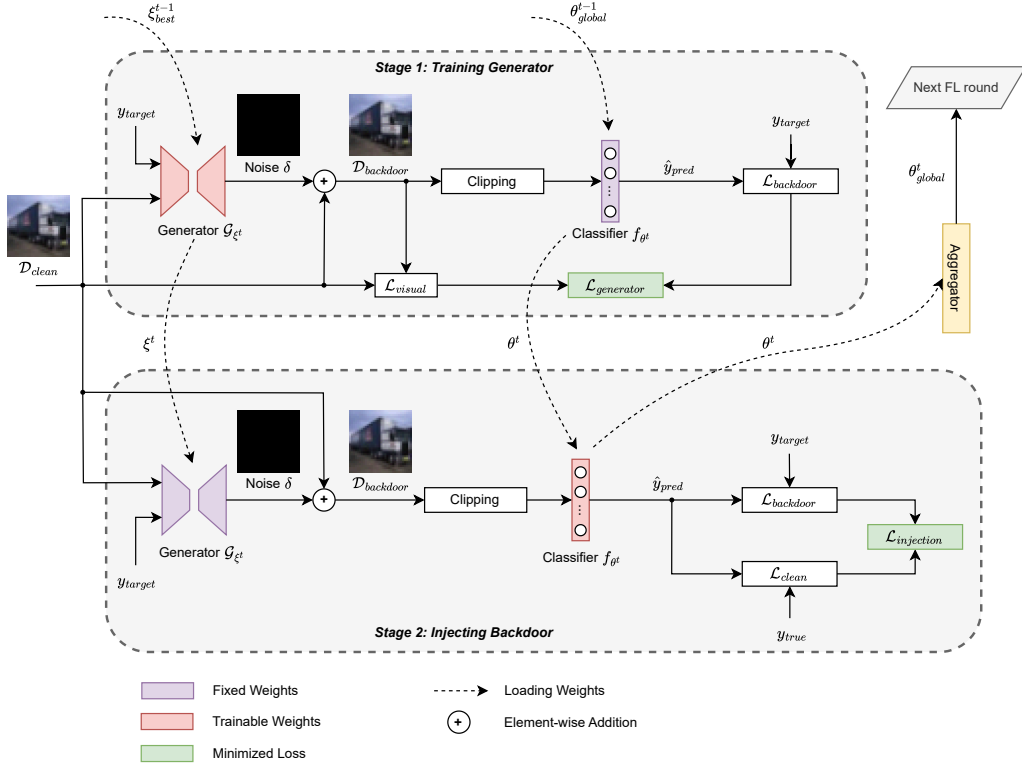 ξ_{best}^{t-1}
θ_{global}^{t-1}
Stage 1: Training Generator
Next FL round
y_{target}
Noise δ
𝒟_{backdoor}
Clipping
ŷ_{pred}
y_{target}
ℒ_{backdoor}
θ_{global}^{t}
Generator 𝒢_{ξ^t}
Classifier f_{θ^t}
𝒟_{clean}
ℒ_{visual}
ℒ_{generator}
Aggregator
ξ^t
θ^t
θ^t
Noise δ
𝒟_{backdoor}
Clipping
ŷ_{pred}
y_{target}
ℒ_{backdoor}
ℒ_{injection}
Generator 𝒢_{ξ^t}
Classifier f_{θ^t}
y_{target}
ℒ_{clean}
y_{true}
Stage 2: Injecting Backdoor
Fixed Weights
Loading Weights
Trainable Weights
+ Element-wise Addition
Minimized Loss